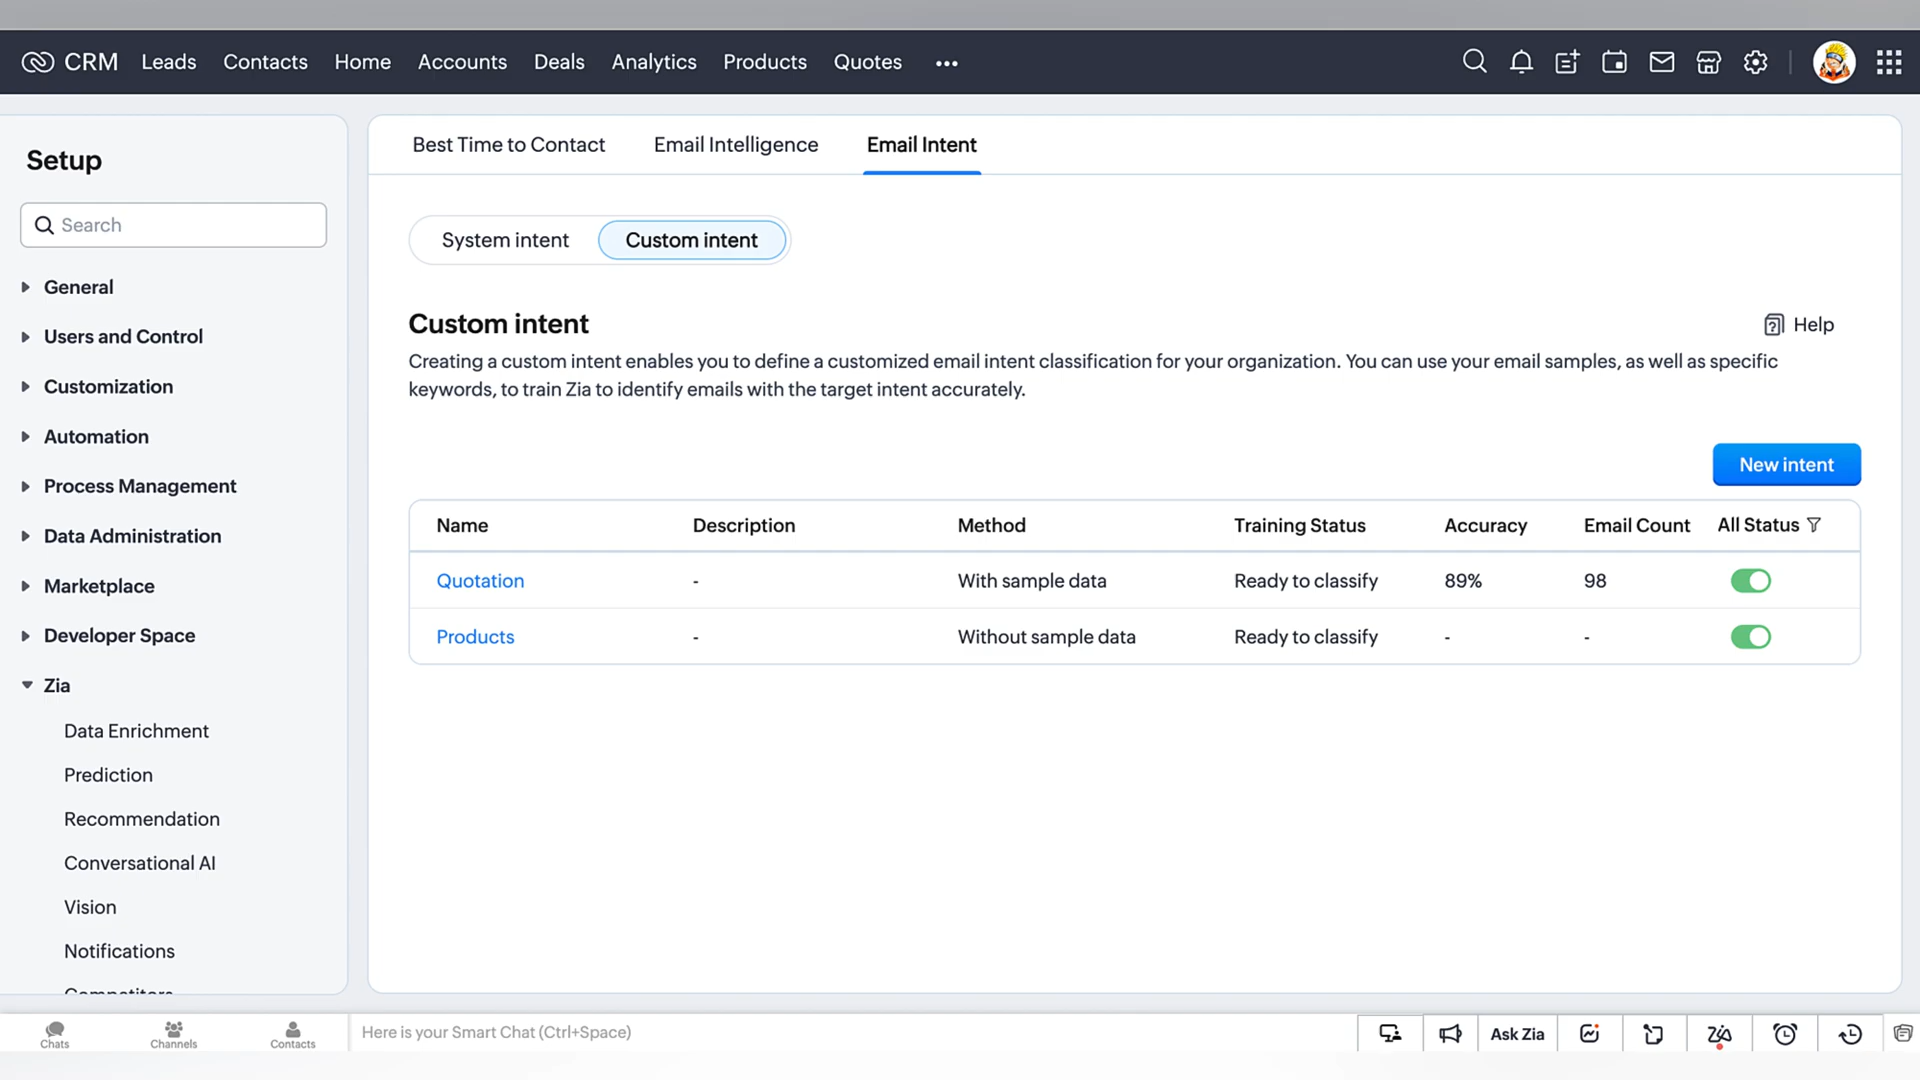 CRM Leads Contacts Home Accounts Deals Analytics Products Quotes •••
Setup
Search
General
Users and Control
Customization
Automation
Process Management
Data Administration
Marketplace
Developer Space
Zia
Data Enrichment
Prediction
Recommendation
Conversational AI
Vision
Notifications
Competitors
Best Time to Contact Email Intelligence Email Intent
System intent Custom intent
Custom intent
Help
Creating a custom intent enables you to define a customized email intent classification for your organization. You can use your email samples, as well as specific
keywords, to train Zia to identify emails with the target intent accurately.
New intent
Name Description Method Training Status Accuracy Email Count All Status
Quotation - With sample data Ready to classify 89% 98
Products - Without sample data Ready to classify - -
Chats Channels Contacts
Here is your Smart Chat (Ctrl+Space)
Ask Zia